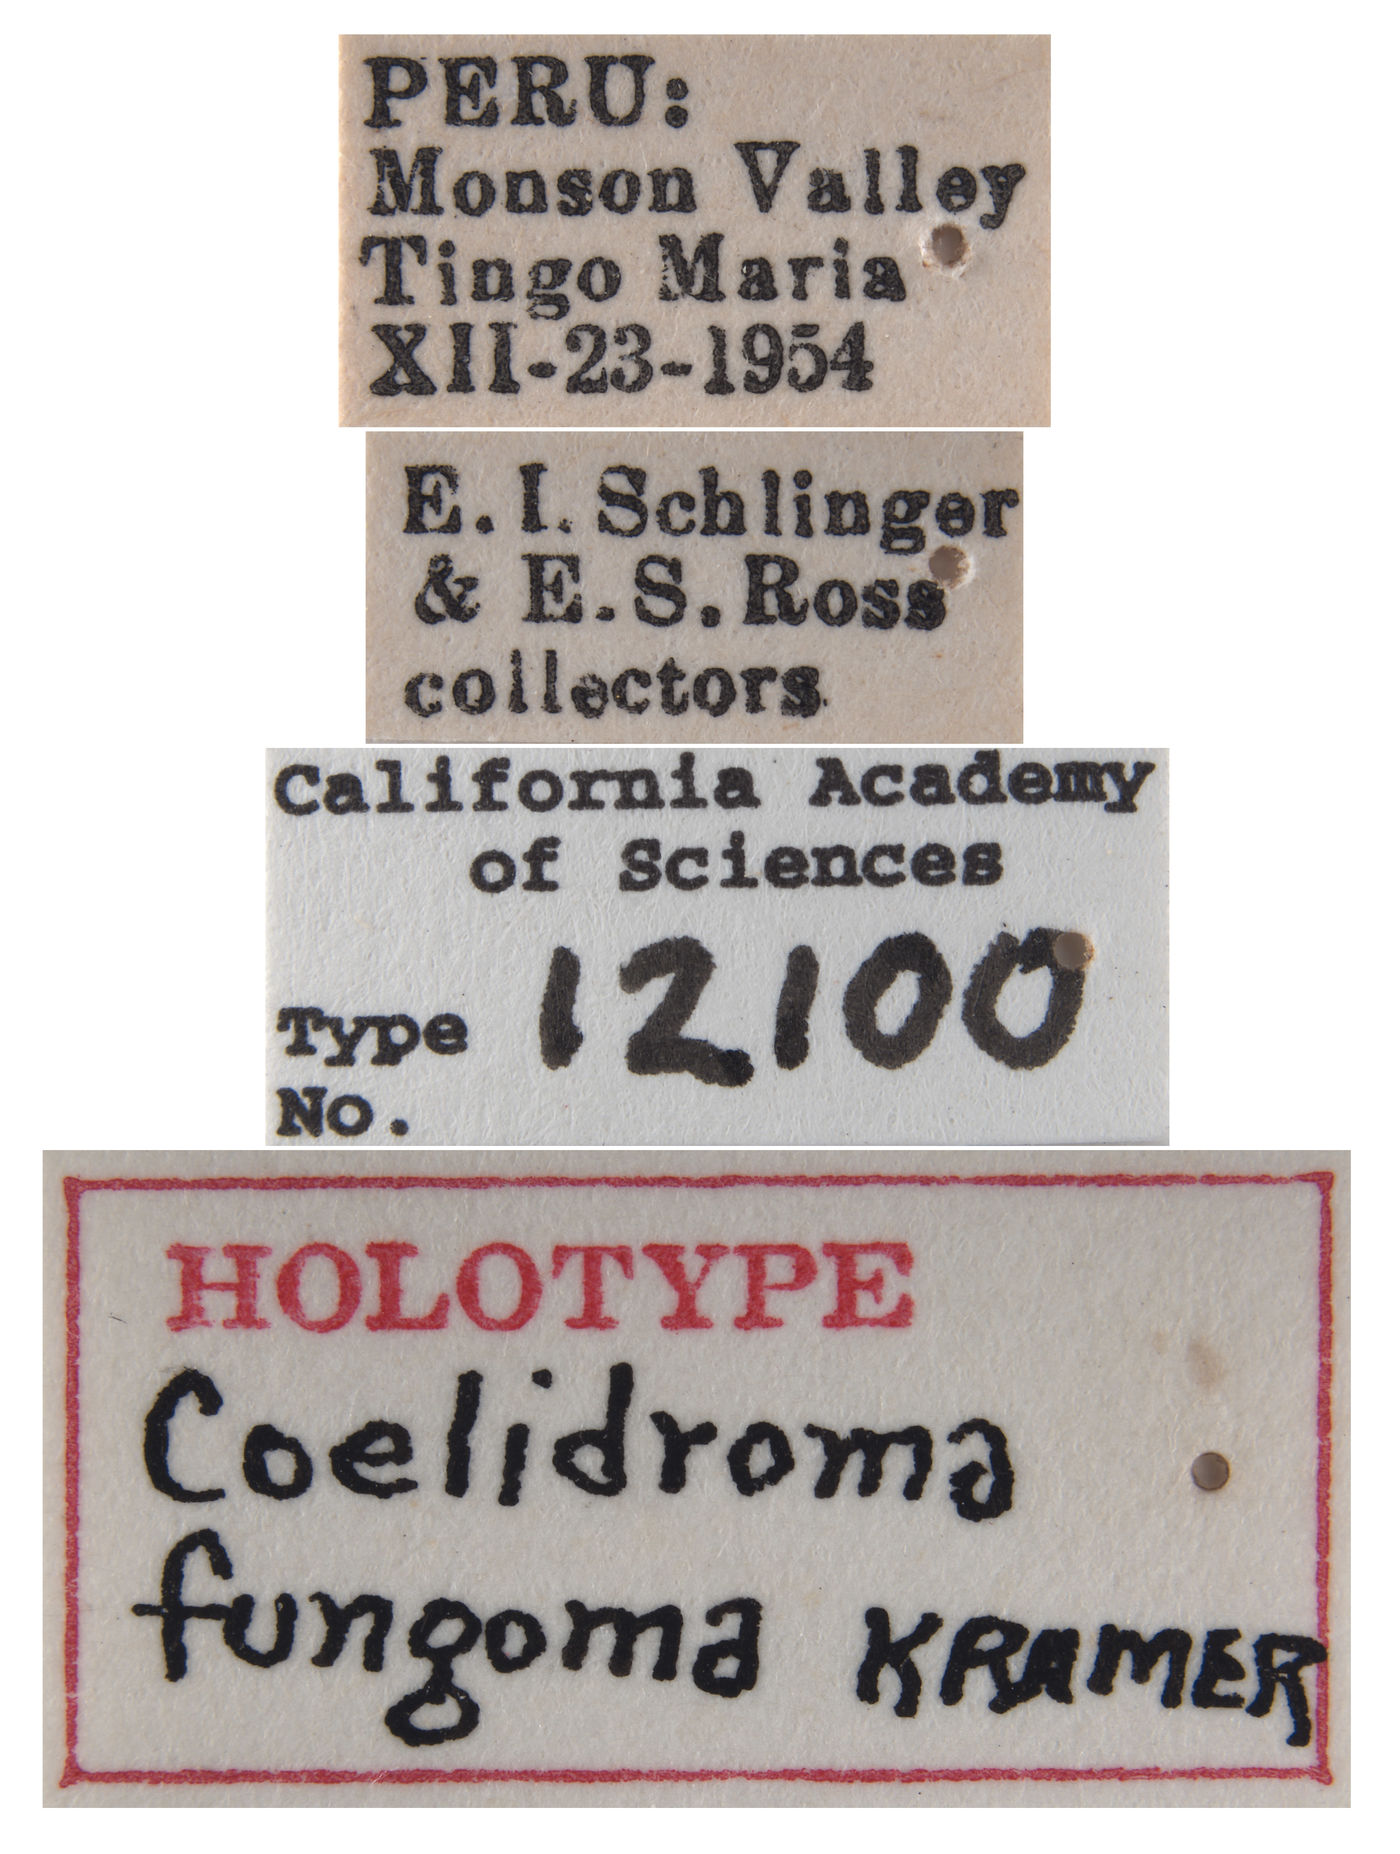 PERU:
Monson Valley
Tingo Maria
XII-23-1954
E. I. Schlinger
& E. S. Ross
collectors
California Academy
of Sciences
Type 12100
No.
HOLOTYPE
Coelidroma
fungoma KRAMER